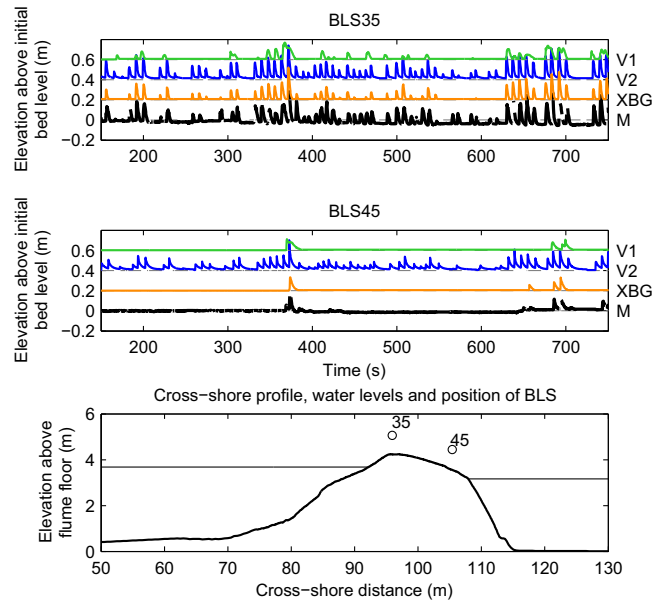 BLS35
Elevation above initial
bed level (m)
0.6
0.4
0.2
0
−0.2
V1
V2
XBG
M
200
300
400
500
600
700
BLS45
Elevation above initial
bed level (m)
0.6
0.4
0.2
0
−0.2
V1
V2
XBG
M
200
300
400
500
600
700
Time (s)
Cross−shore profile, water levels and position of BLS
Elevation above
flume floor (m)
6
4
2
0
35
45
50
60
70
80
90
100
110
120
130
Cross−shore distance (m)